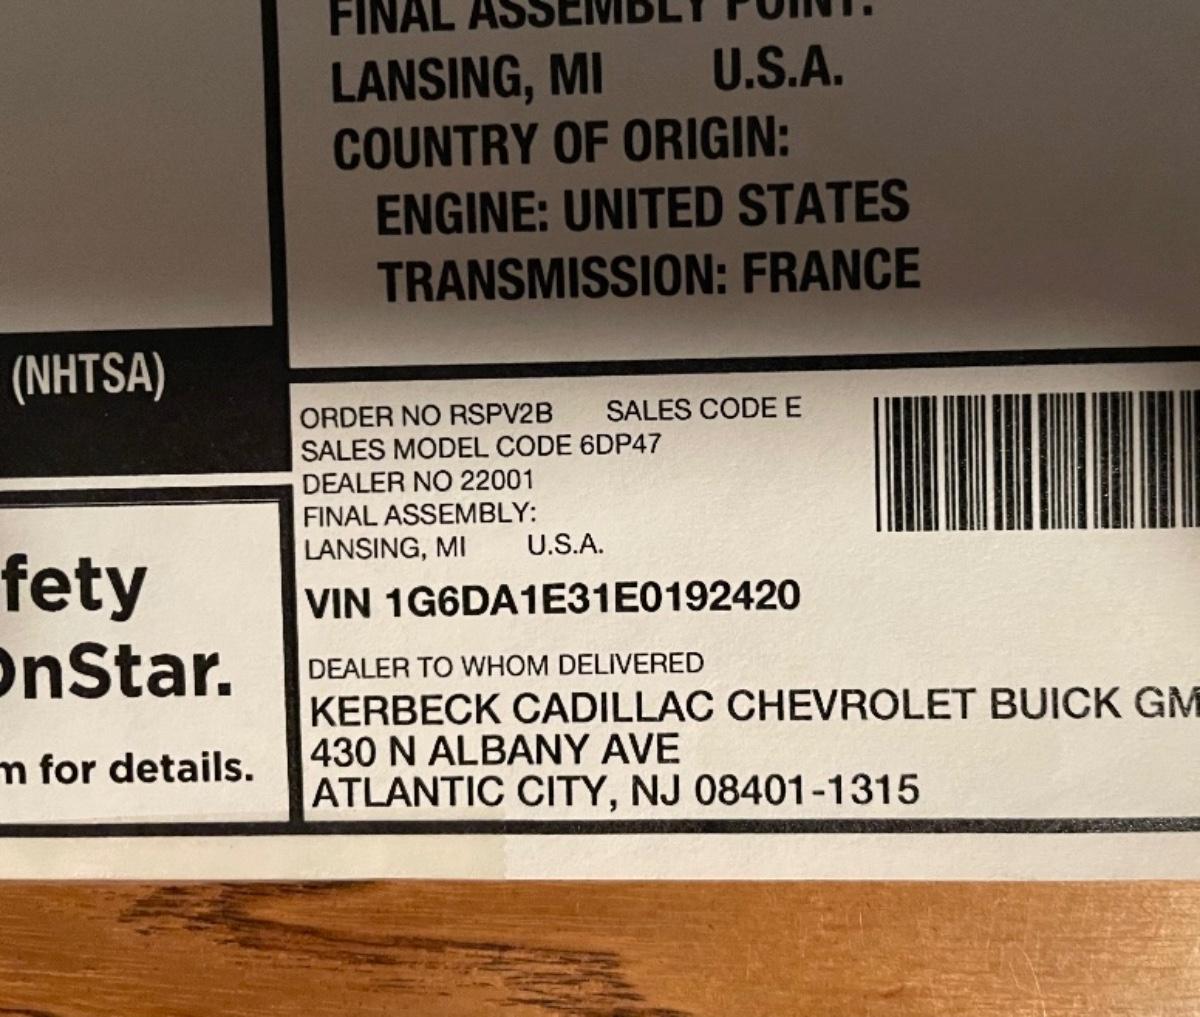 FINAL ASSEMBLY POINT:
LANSING, MI U.S.A.
COUNTRY OF ORIGIN:
ENGINE: UNITED STATES
TRANSMISSION: FRANCE
(NHTSA)
ORDER NO RSPV2B SALES CODE E
SALES MODEL CODE 6DP47
DEALER NO 22001
FINAL ASSEMBLY:
LANSING, MI U.S.A.
VIN 1G6DA1E31E0192420
DEALER TO WHOM DELIVERED
KERBECK CADILLAC CHEVROLET BUICK GM
430 N ALBANY AVE
ATLANTIC CITY, NJ 08401-1315
fety
OnStar.
m for details.